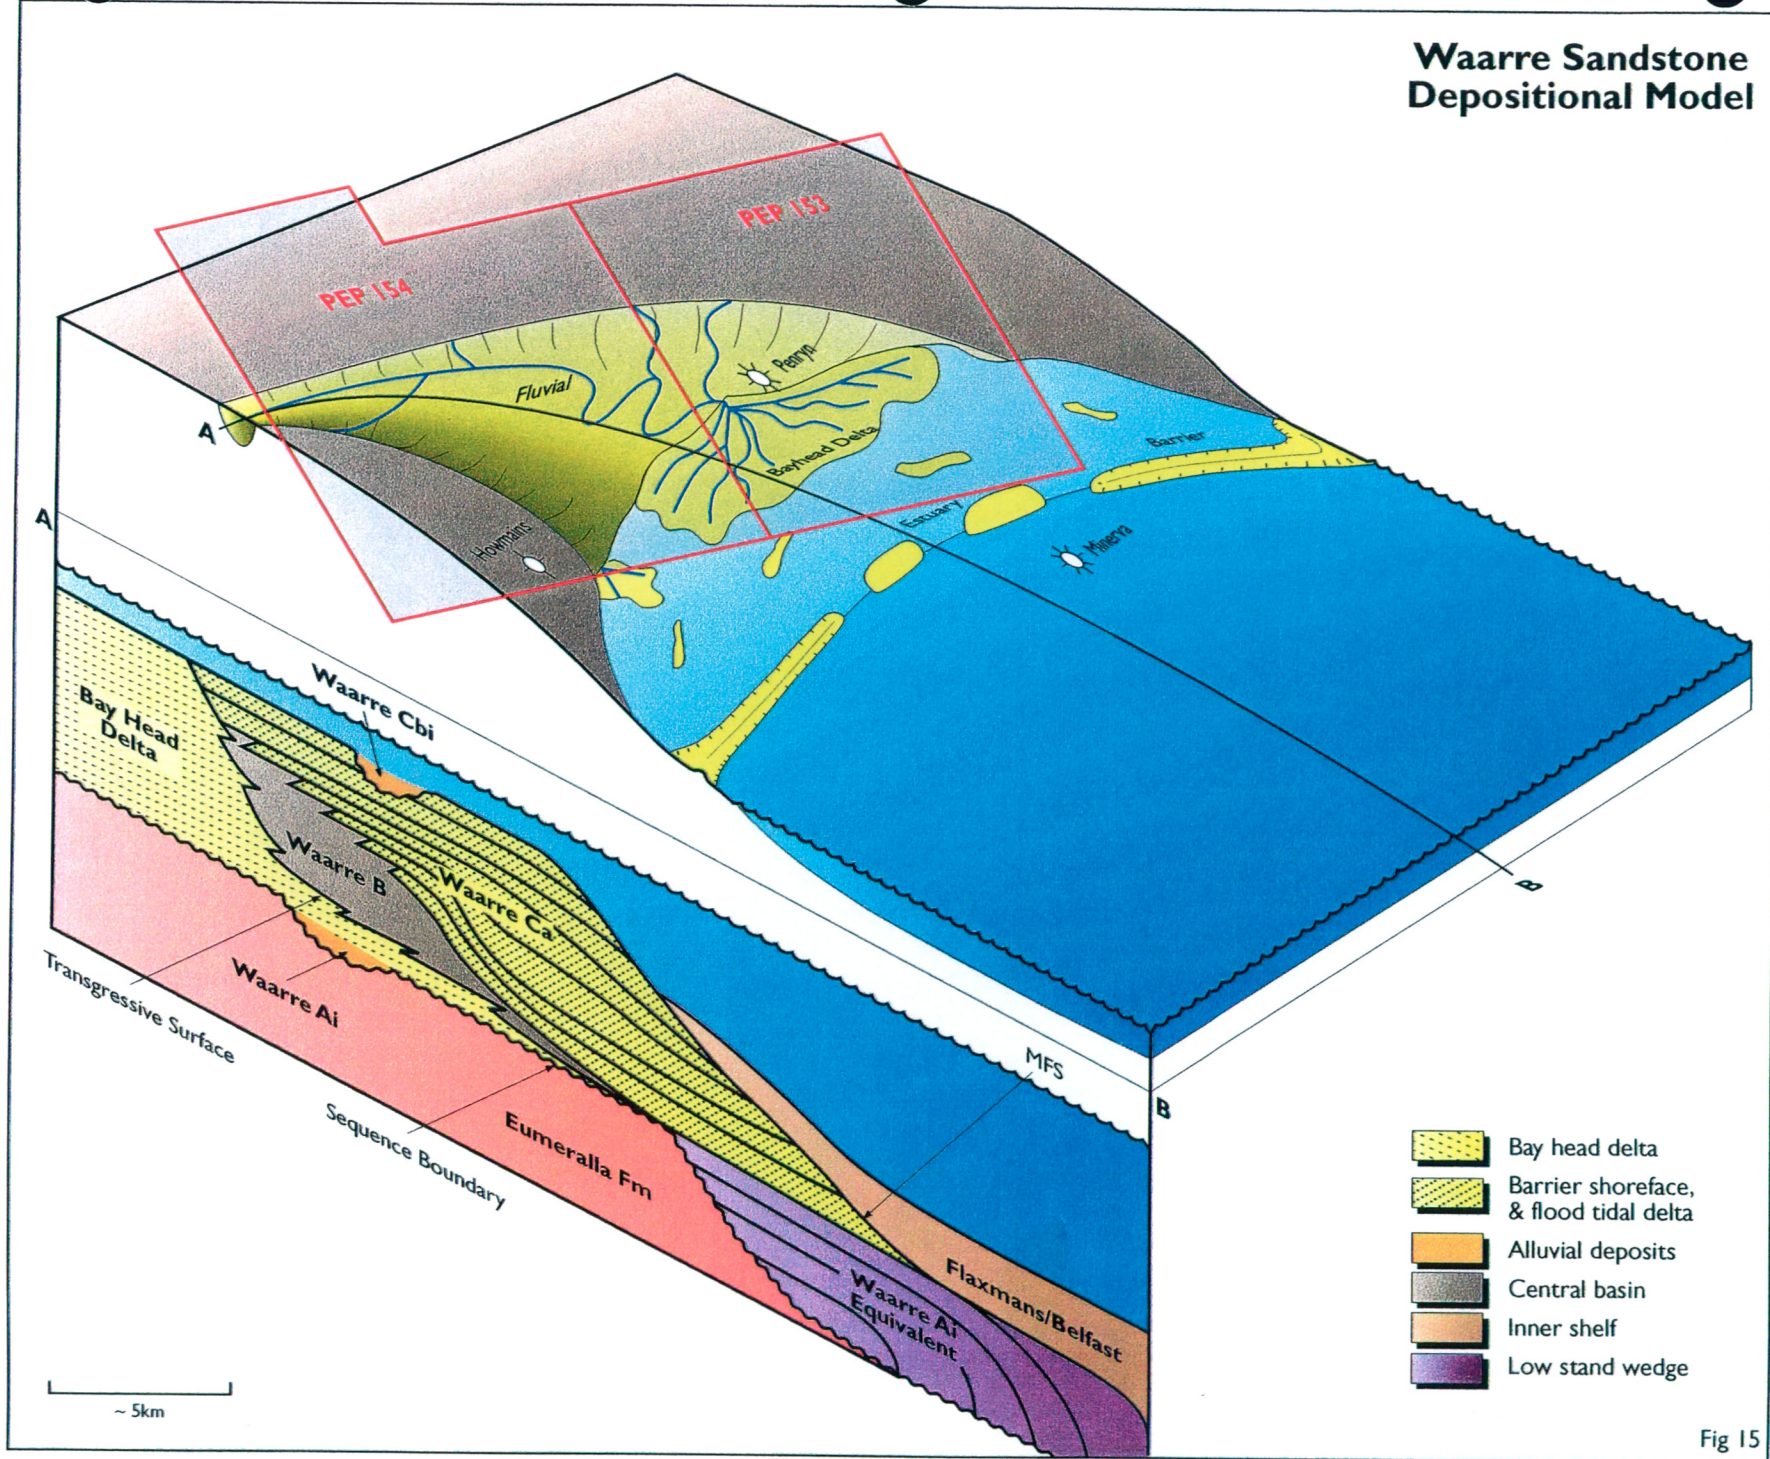 Waarre Sandstone
Depositional Model
PEP 153
PEP 154
Penryn
Fluvial
A
Bayhead Delta
Barrier
Estuary
Minerva
Howmains
A
Waarre Cbi
Bay Head
Delta
Waarre B
Waarre Ca
Transgressive Surface
Waarre Ai
Sequence Boundary
Eumeralla Fm
MFS
B
B
Waarre Ai
Equivalent
Flaxmans/Belfast
Bay head delta
Barrier shoreface,
& flood tidal delta
Alluvial deposits
Central basin
Inner shelf
Low stand wedge
~ 5km
Fig 15